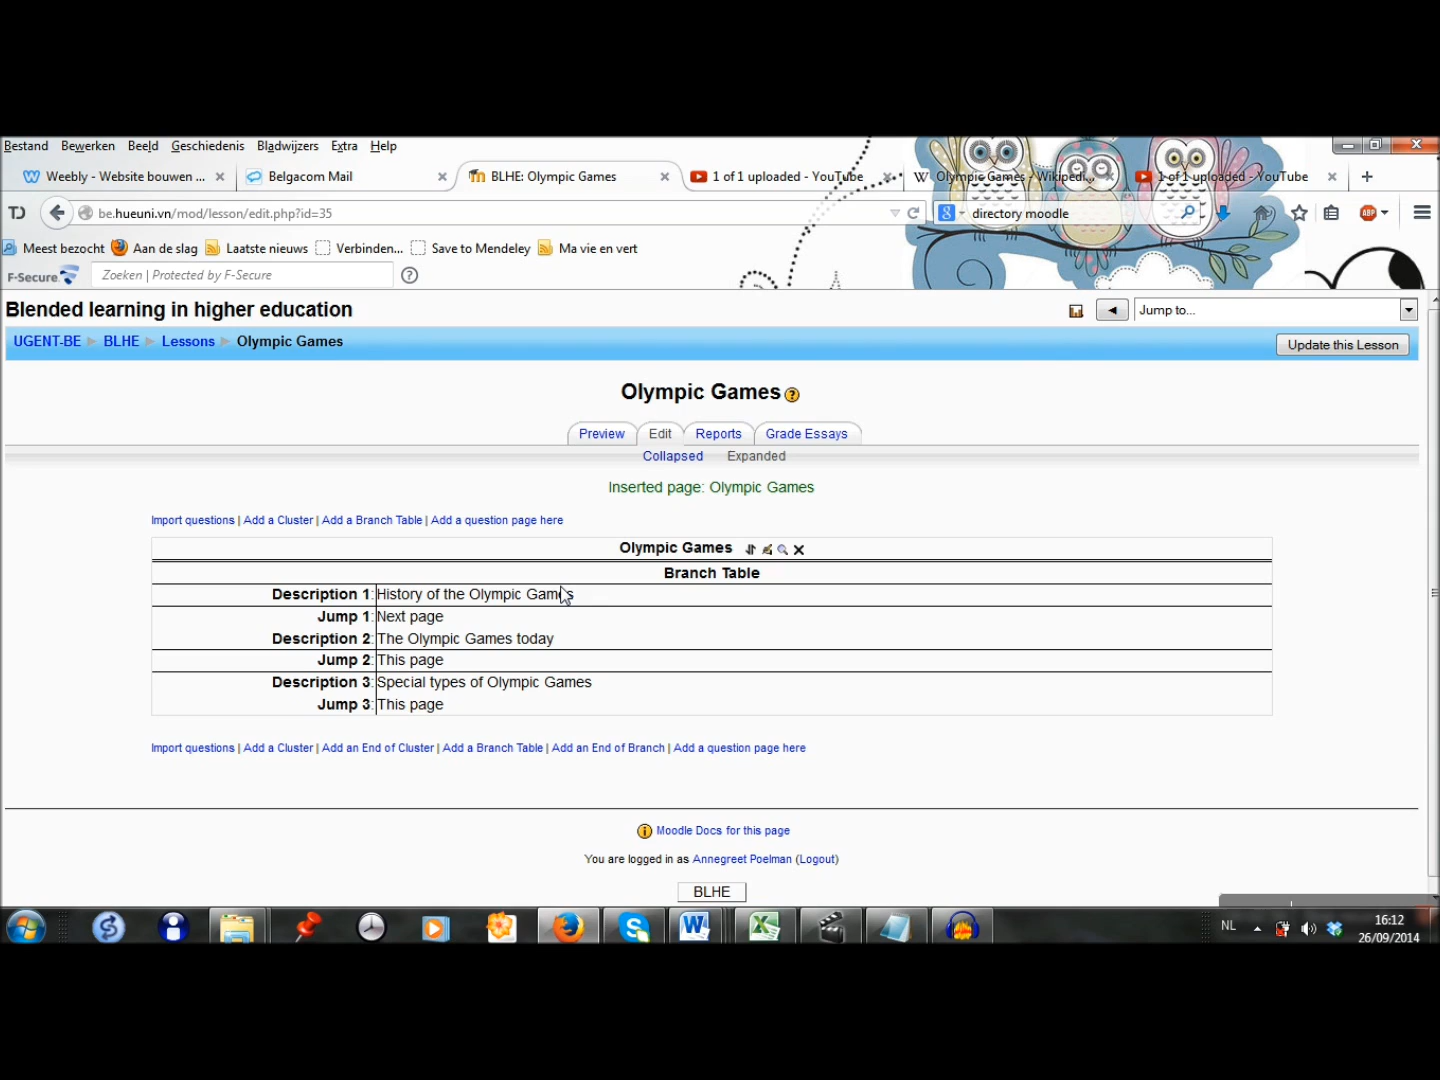 Bestand Bewerken Beeld Geschiedenis Bladwijzers Extra Help
Weebly - Website bouwen ... Belgacom Mail BLHE: Olympic Games 1 of 1 uploaded - YouTube Olympic Games - Wikipedi... 1 of 1 uploaded - YouTube
be.hueuni.vn/mod/lesson/edit.php?id=35 directory moodle
Meest bezocht Aan de slag Laatste nieuws Verbinden... Save to Mendeley Ma vie en vert
F-Secure Zoeken | Protected by F-Secure
Blended learning in higher education Jump to...
UGENT-BE BLHE Lessons Olympic Games Update this Lesson
Olympic Games
Preview Edit Reports Grade Essays
Collapsed Expanded
Inserted page: Olympic Games
Import questions | Add a Cluster | Add a Branch Table | Add a question page here
Olympic Games
Branch Table
Description 1: History of the Olympic Games
Jump 1: Next page
Description 2: The Olympic Games today
Jump 2: This page
Description 3: Special types of Olympic Games
Jump 3: This page
Import questions | Add a Cluster | Add an End of Cluster | Add a Branch Table | Add an End of Branch | Add a question page here
Moodle Docs for this page
You are logged in as Annegreet Poelman (Logout)
BLHE
NL 16:12
26/09/2014